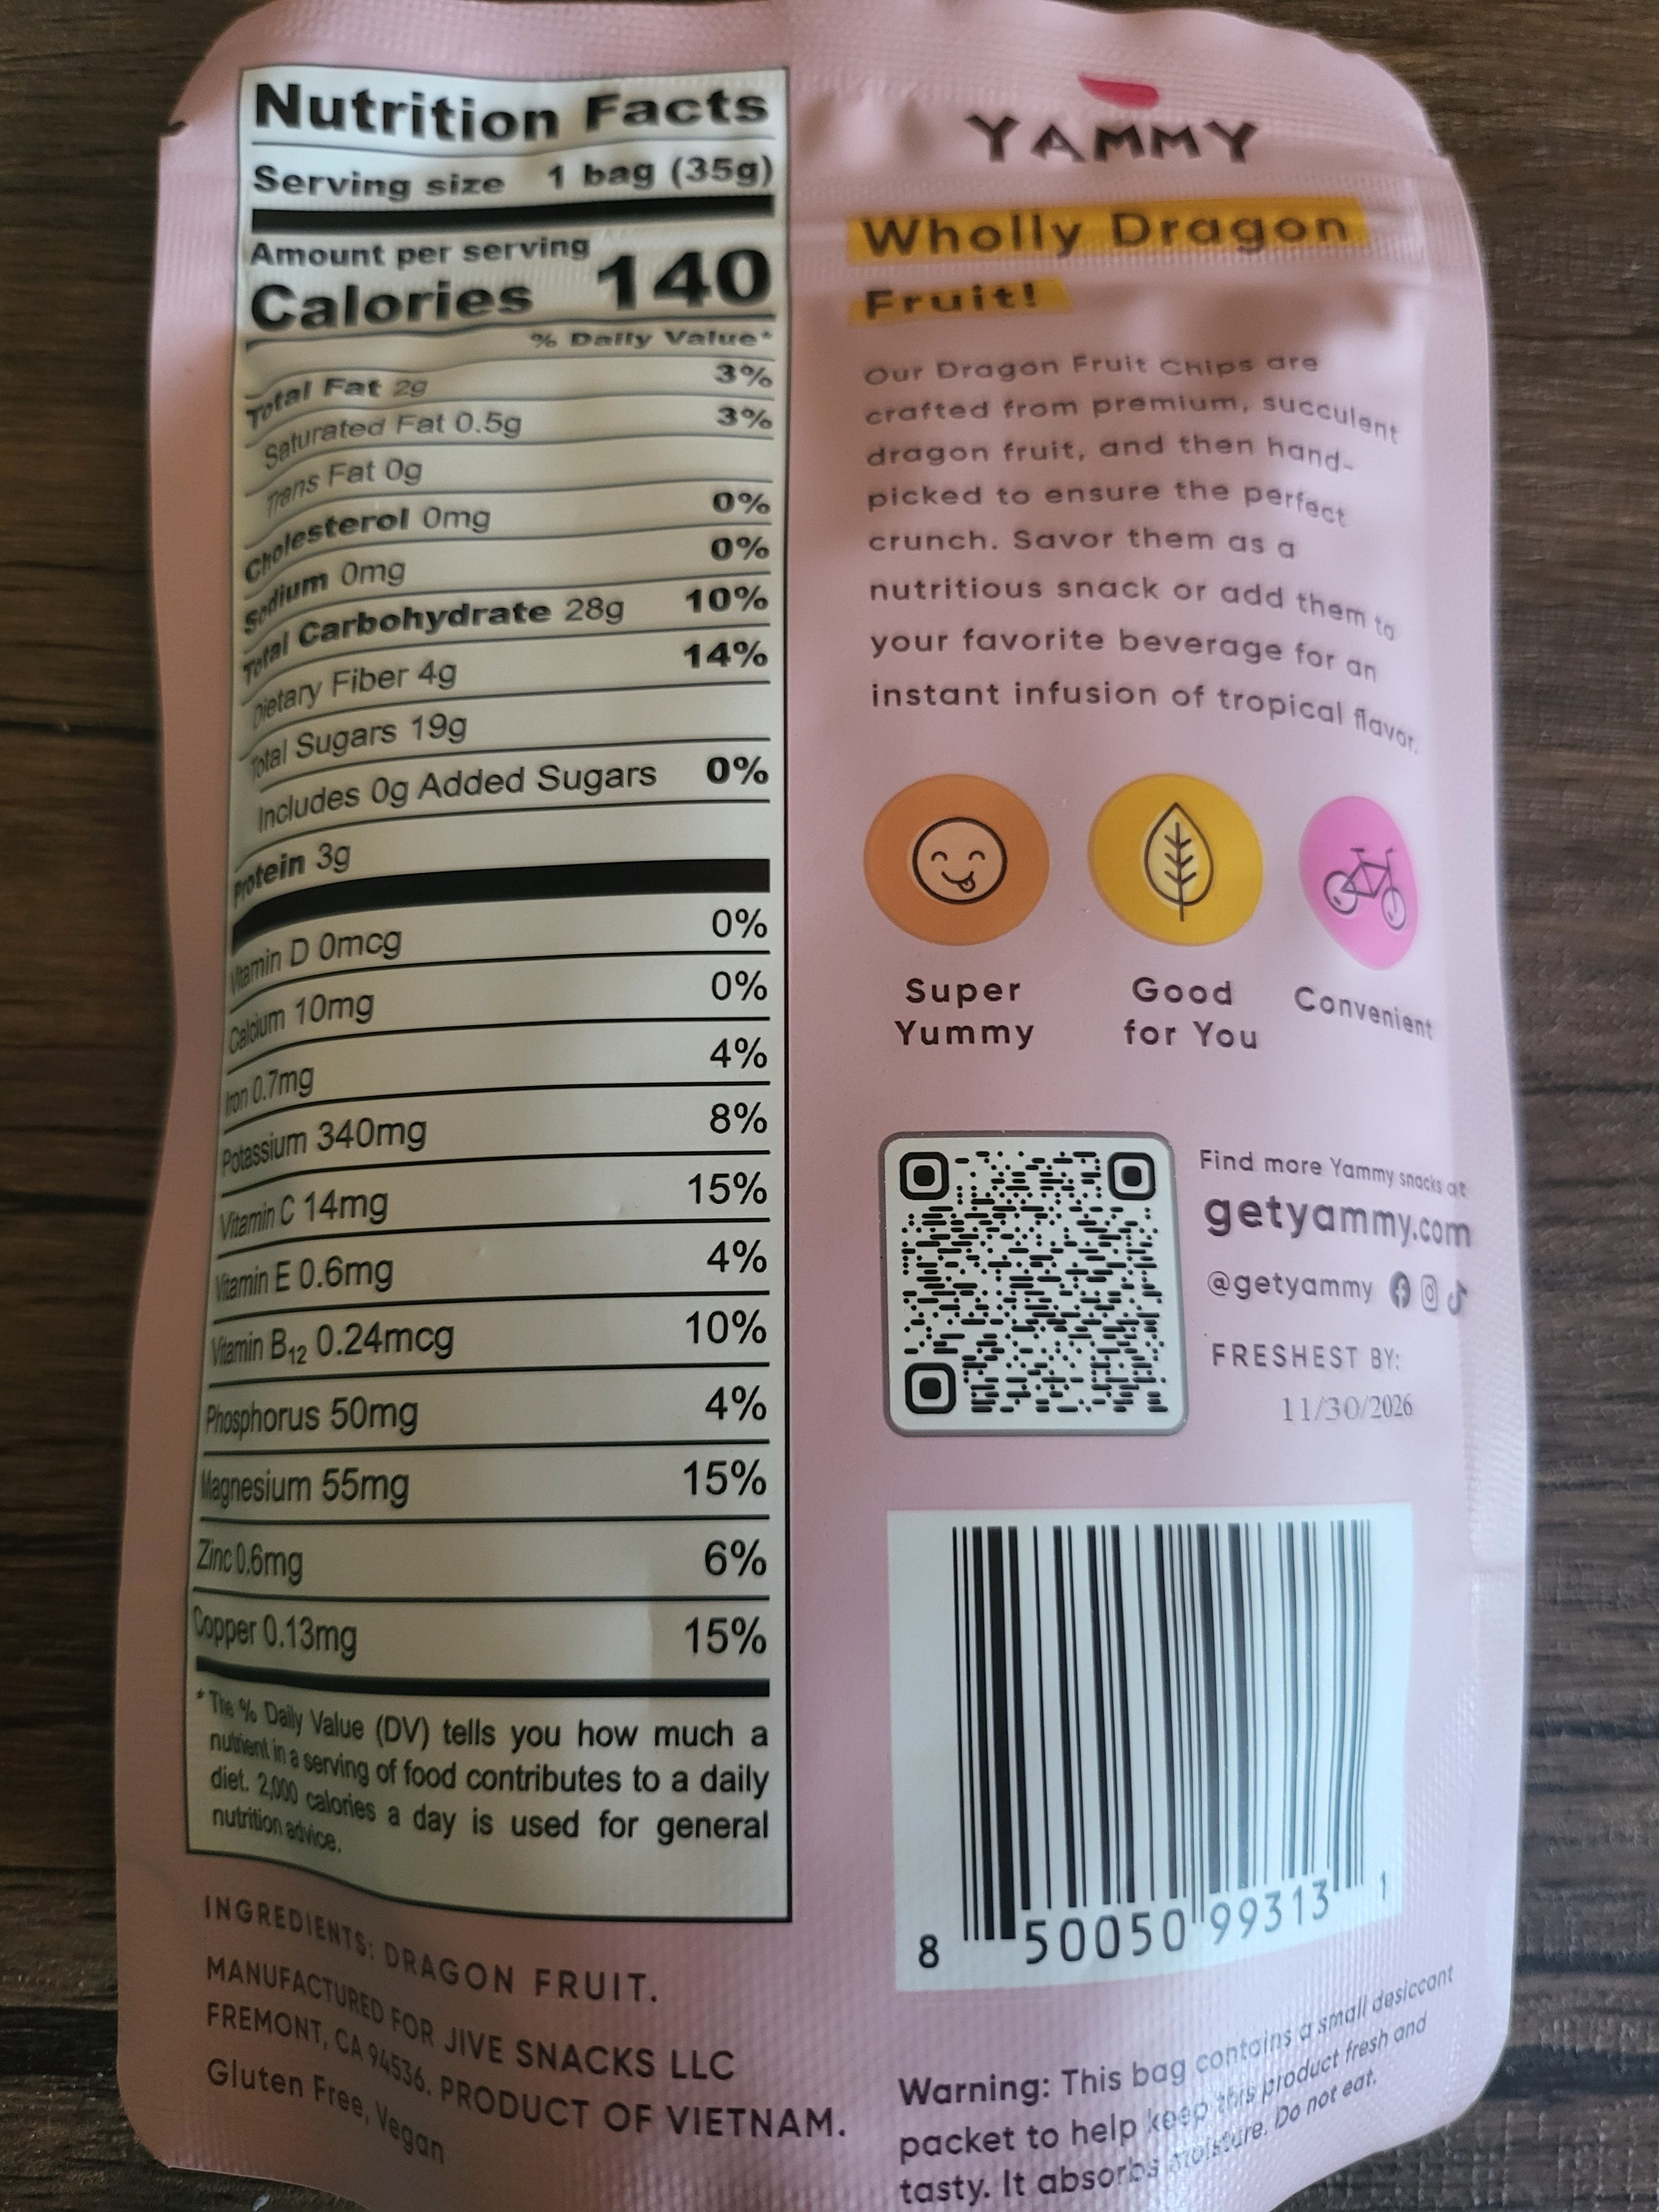 Nutrition Facts
Serving size 1 bag (35g)
Amount per serving
Calories 140
% Daily Value*
Total Fat 2g 3%
Saturated Fat 0.5g 3%
Trans Fat 0g
Cholesterol 0mg 0%
Sodium 0mg 0%
Total Carbohydrate 28g 10%
Dietary Fiber 4g 14%
Total Sugars 19g
Includes 0g Added Sugars 0%
Protein 3g
Vitamin D 0mcg 0%
Calcium 10mg 0%
Iron 0.7mg 4%
Potassium 340mg 8%
Vitamin C 14mg 15%
Vitamin E 0.6mg 4%
Vitamin B12 0.24mcg 10%
Phosphorus 50mg 4%
Magnesium 55mg 15%
Zinc 0.6mg 6%
Copper 0.13mg 15%
* The % Daily Value (DV) tells you how much a
nutrient in a serving of food contributes to a daily
diet. 2,000 calories a day is used for general
nutrition advice.
INGREDIENTS: DRAGON FRUIT.
MANUFACTURED FOR JIVE SNACKS LLC
FREMONT, CA 94536. PRODUCT OF VIETNAM.
Gluten Free, Vegan
YAMMY
Wholly Dragon
Fruit!
Our Dragon Fruit Chips are
crafted from premium, succulent
dragon fruit, and then hand-
picked to ensure the perfect
crunch. Savor them as a
nutritious snack or add them to
your favorite beverage for an
instant infusion of tropical flavor.
Super
Yummy
Good
for You
Convenient
Find more Yammy snacks at
getyammy.com
@getyammy
FRESHEST BY:
11/30/2026
8 50050 99313 1
Warning: This bag contains a small desiccant
packet to help keep this product fresh and
tasty. It absorbs moisture. Do not eat.